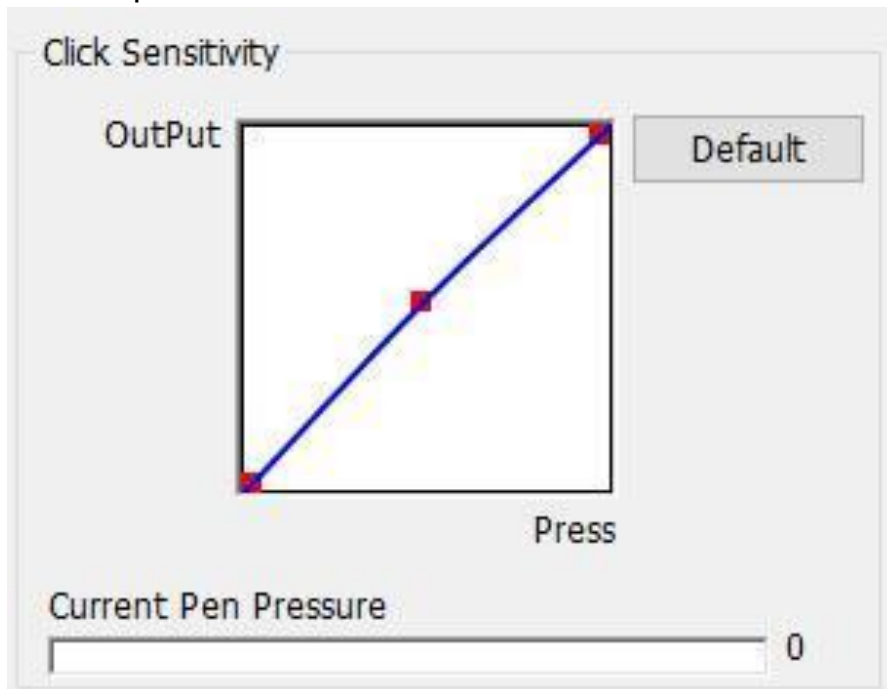 Click Sensitivity
OutPut
Default
Press
Current Pen Pressure
0